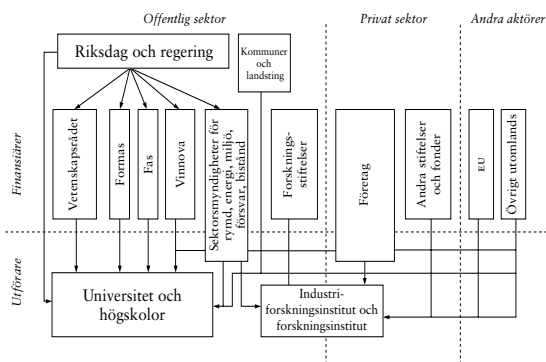 Offentlig sektor
Privat sektor
Andra aktörer
Riksdag och regering
Kommuner
och
landsting
Finansiärer
Vetenskapsrådet
Formas
Fas
Vinnova
Sektorsmyndigheter för
rymd, energi, miljö,
försvar, bistånd
Forsknings-
stiftelser
Företag
Andra stiftelser
och fonder
EU
Övrigt utomlands
Utförare
Universitet och
högskolor
Industri-
forskningsinstitut och
forskningsinstitut